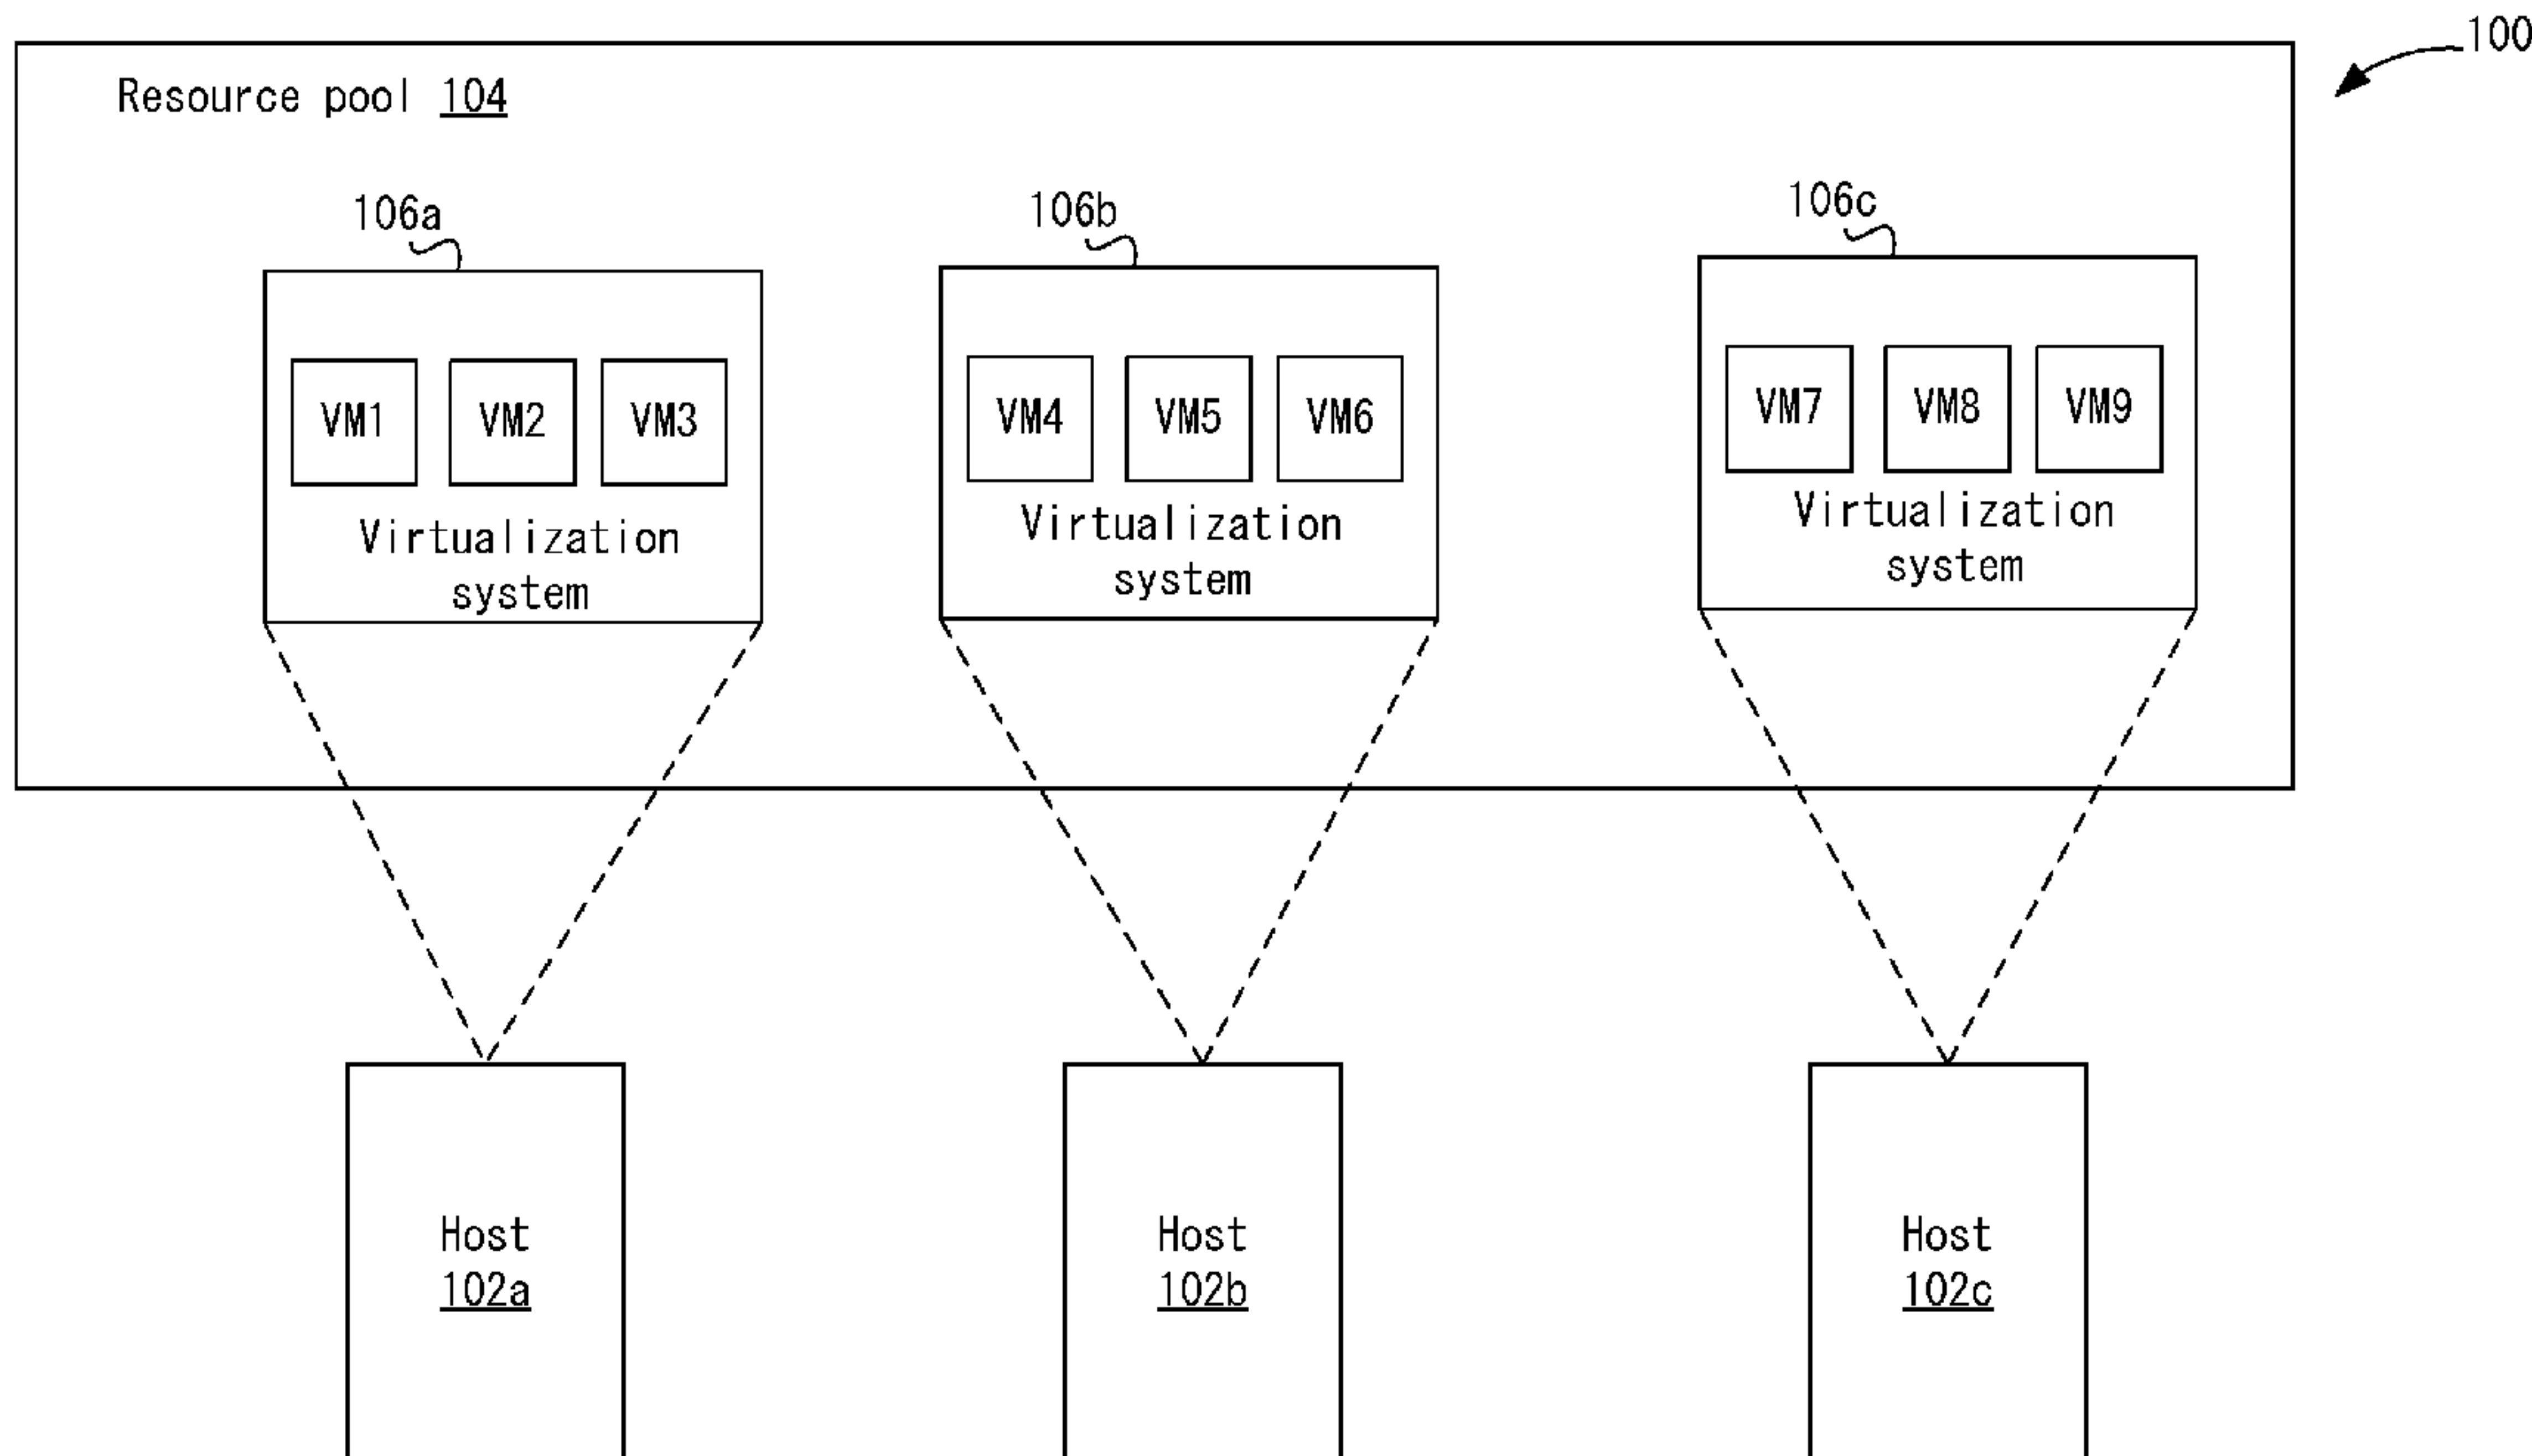 100
Resource pool 104
106a
106b
106c
VM1 VM2 VM3
VM4 VM5 VM6
VM7 VM8 VM9
Virtualization
system
Virtualization
system
Virtualization
system
Host
102a
Host
102b
Host
102c